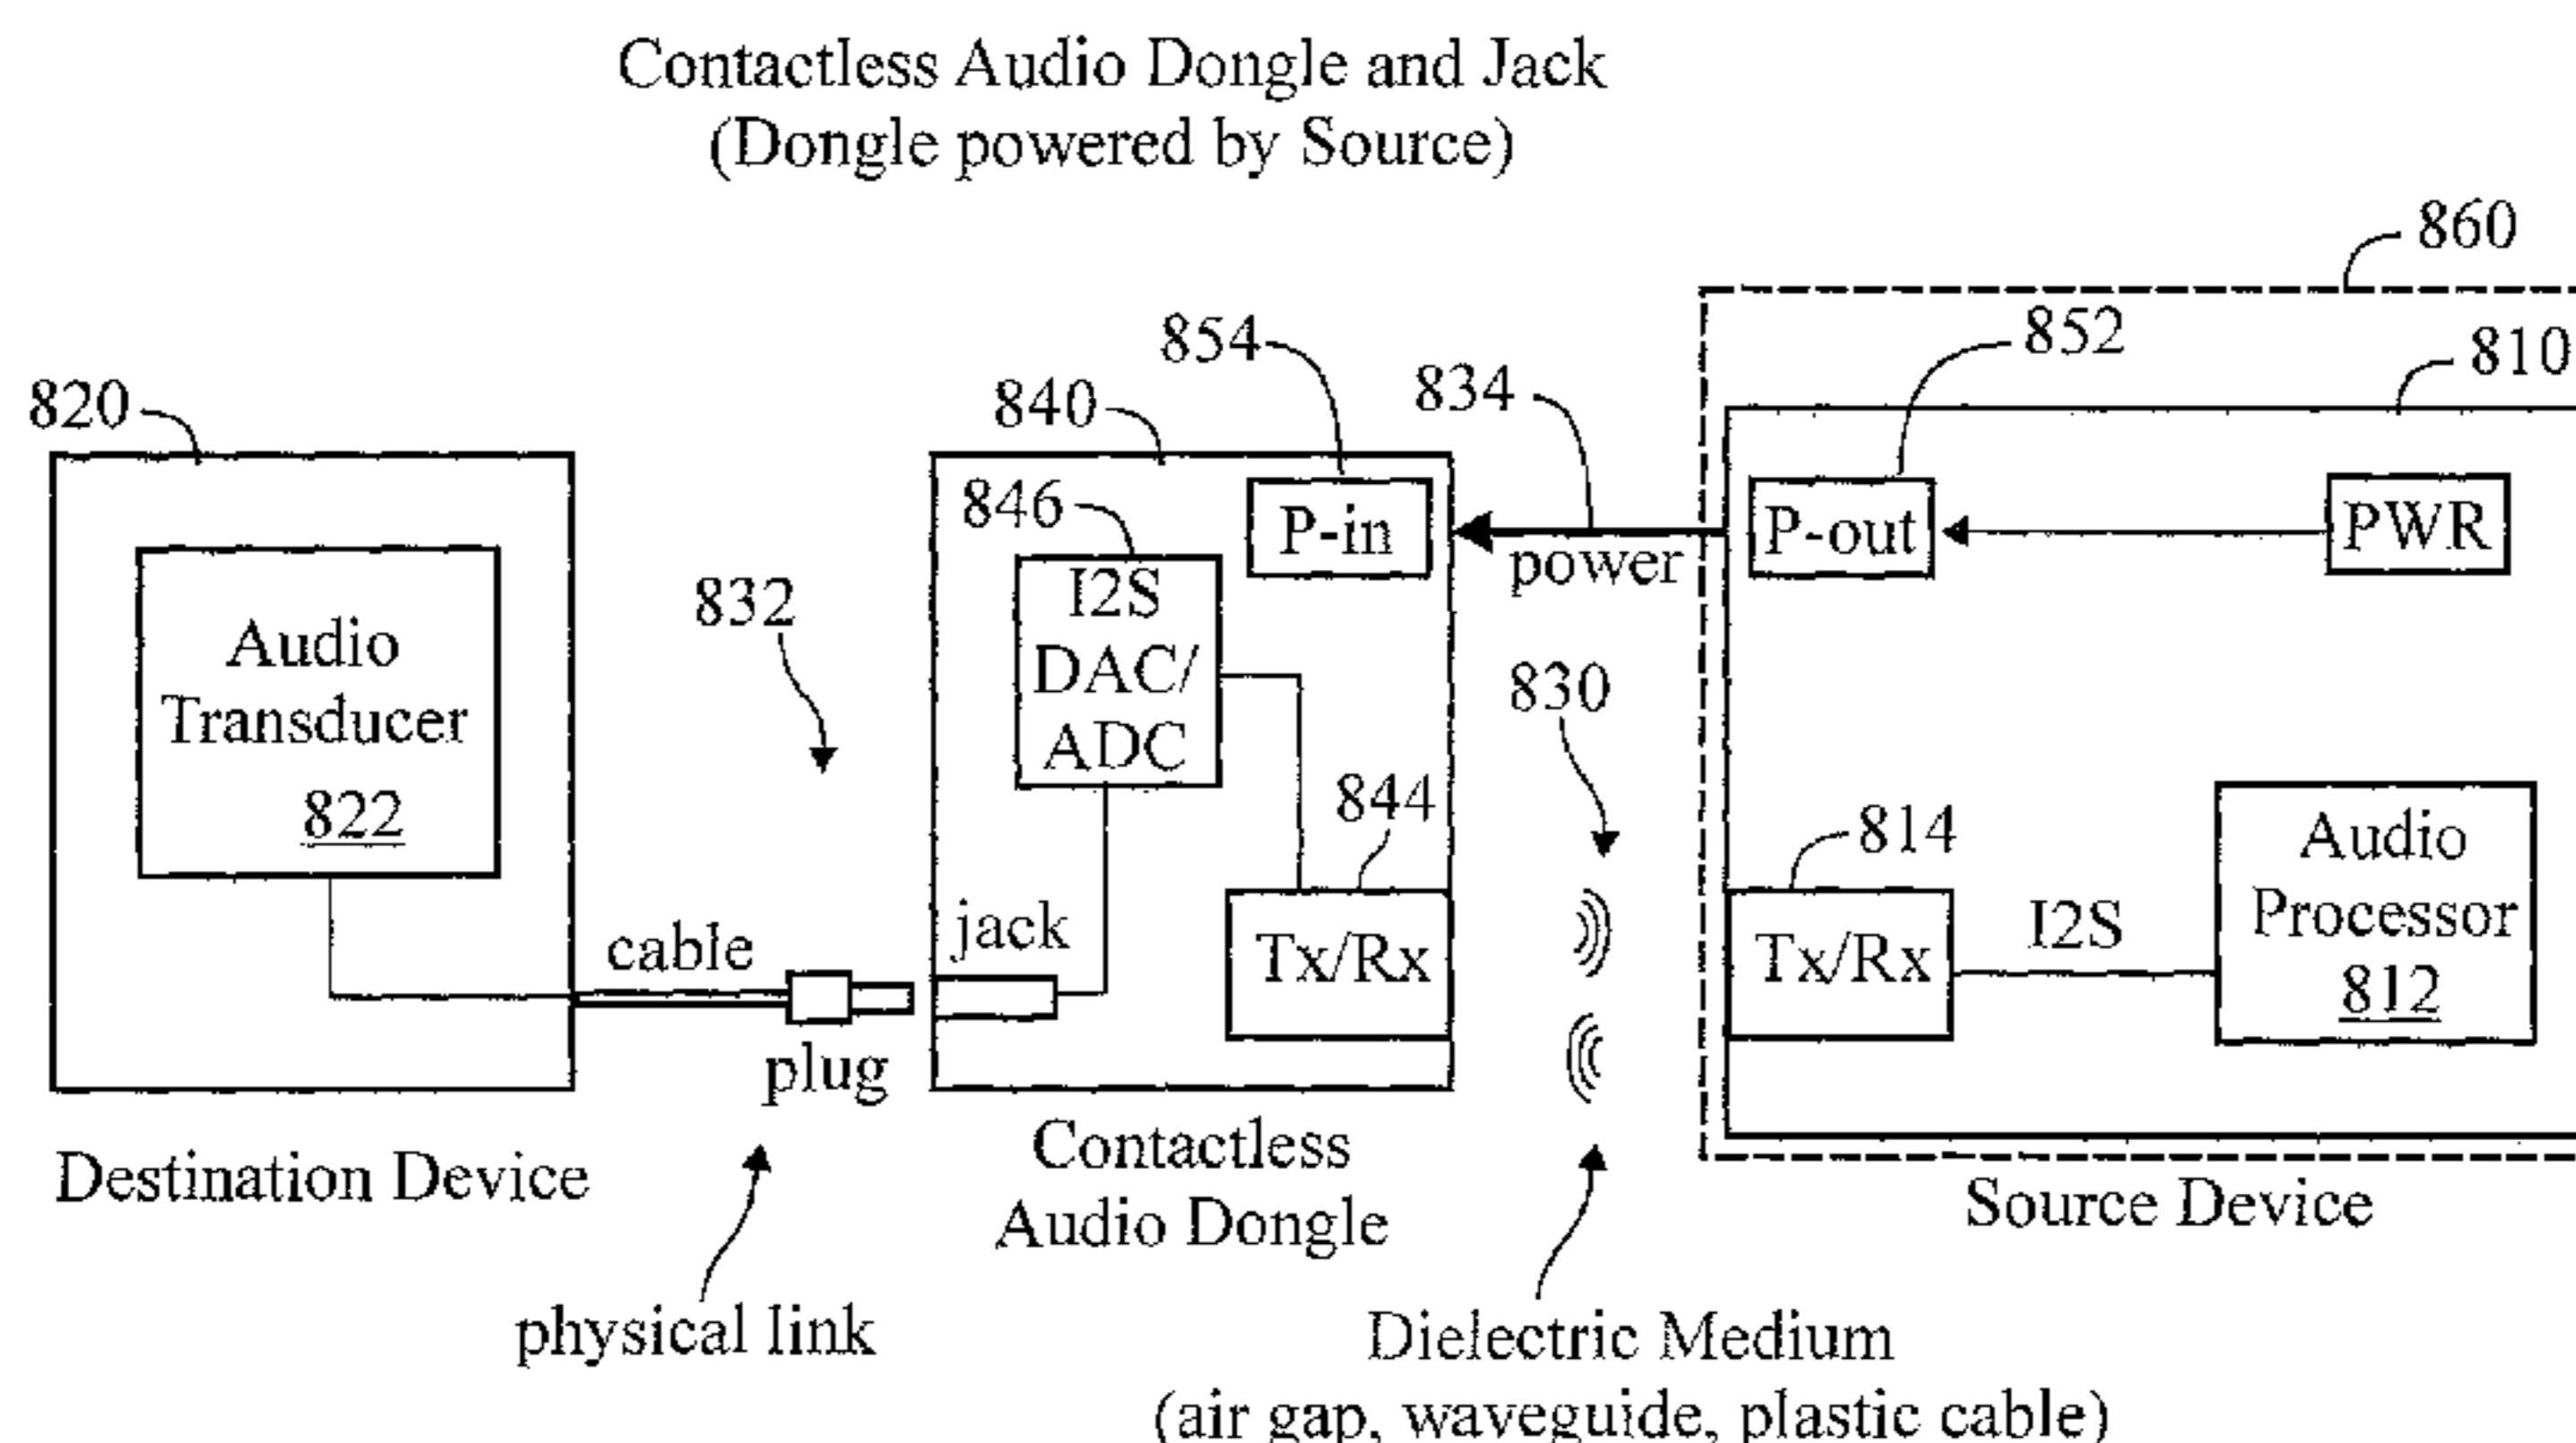 Contactless Audio Dongle and Jack
(Dongle powered by Source)
860
852
810
854
834
840
820
846
P-in
P-out
PWR
power
I2S
DAC/
ADC
832
830
Audio
Transducer
822
844
814
Audio
Processor
812
Tx/Rx
Tx/Rx
I2S
jack
cable
plug
Destination Device
Contactless
Audio Dongle
Source Device
physical link
Dielectric Medium
(air gap, waveguide, plastic cable)